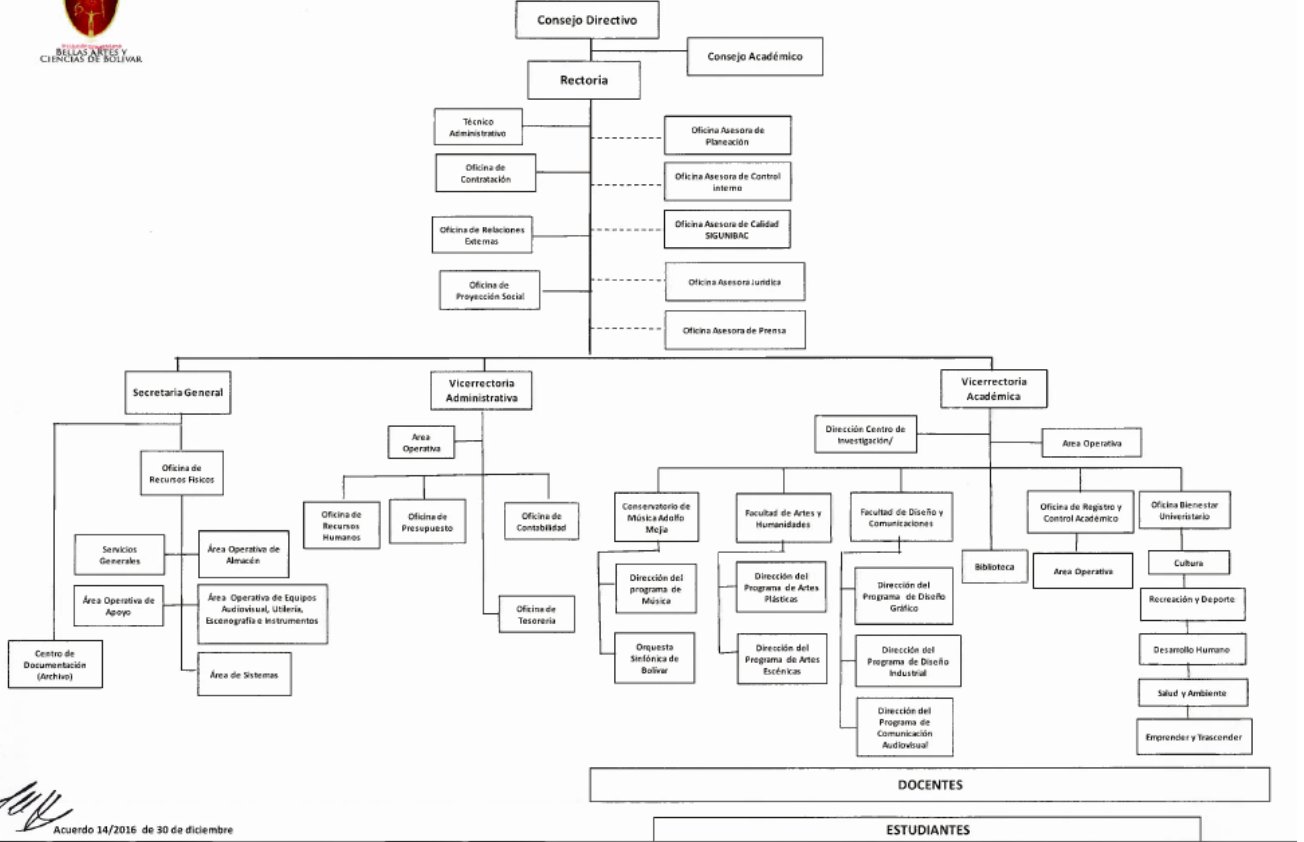 Consejo Directivo
Consejo Académico
Rectoria
Técnico
Administrativo
Oficina Asesora de
Planeación
Oficina de
Contratación
Oficina Asesora de Control
interno
Oficina de Relaciones
Externas
Oficina Asesora de Calidad
SIGUNIBAC
Oficina de
Proyección Social
Oficina Asesora Juridica
Oficina Asesora de Prensa
BELLAS ARTES Y
CIENCIAS DE BOLIVAR
Secretaria General
Vicerrectoria
Administrativa
Vicerrectoria
Académica
Area
Operativa
Dirección Centro de
Investigación/
Area Operativa
Oficina de
Recursos Fisicos
Oficina de
Recursos
Humanos
Oficina de
Presupuesto
Oficina de
Contabilidad
Conservatorio de
Música Adolfo
Mejia
Facultad de Artes y
Humanidades
Facultad de Diseño y
Comunicaciones
Oficina de Registro y
Control Académico
Oficina Bienestar
Univeristario
Servicios
Generales
Área Operativa de
Almacén
Biblioteca
Area Operativa
Cultura
Área Operativa de
Apoyo
Área Operativa de Equipos
Audiovisual, Utilería,
Escenografía e Instrumentos
Oficina de
Tesorería
Dirección del
programa de
Música
Dirección del
Programa de Artes
Plásticas
Dirección del
Programa de Diseño
Gráfico
Recreación y Deporte
Centro de
Documentación
(Archivo)
Área de Sistemas
Orquesta
Sinfónica de
Bolívar
Dirección del
Programa de Artes
Escénicas
Dirección del
Programa de Diseño
Industrial
Desarrollo Humano
Salud y Ambiente
Dirección del
Programa de
Comunicación
Audiovisual
Emprender y Trascender
DOCENTES
ESTUDIANTES
Acuerdo 14/2016 de 30 de diciembre